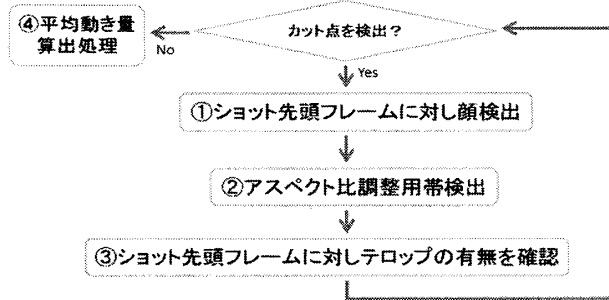 ④平均動き量
算出処理
No
カット点を検出？
Yes
①ショット先頭フレームに対し顔検出
②アスペクト比調整用帯検出
③ショット先頭フレームに対しテロップの有無を確認